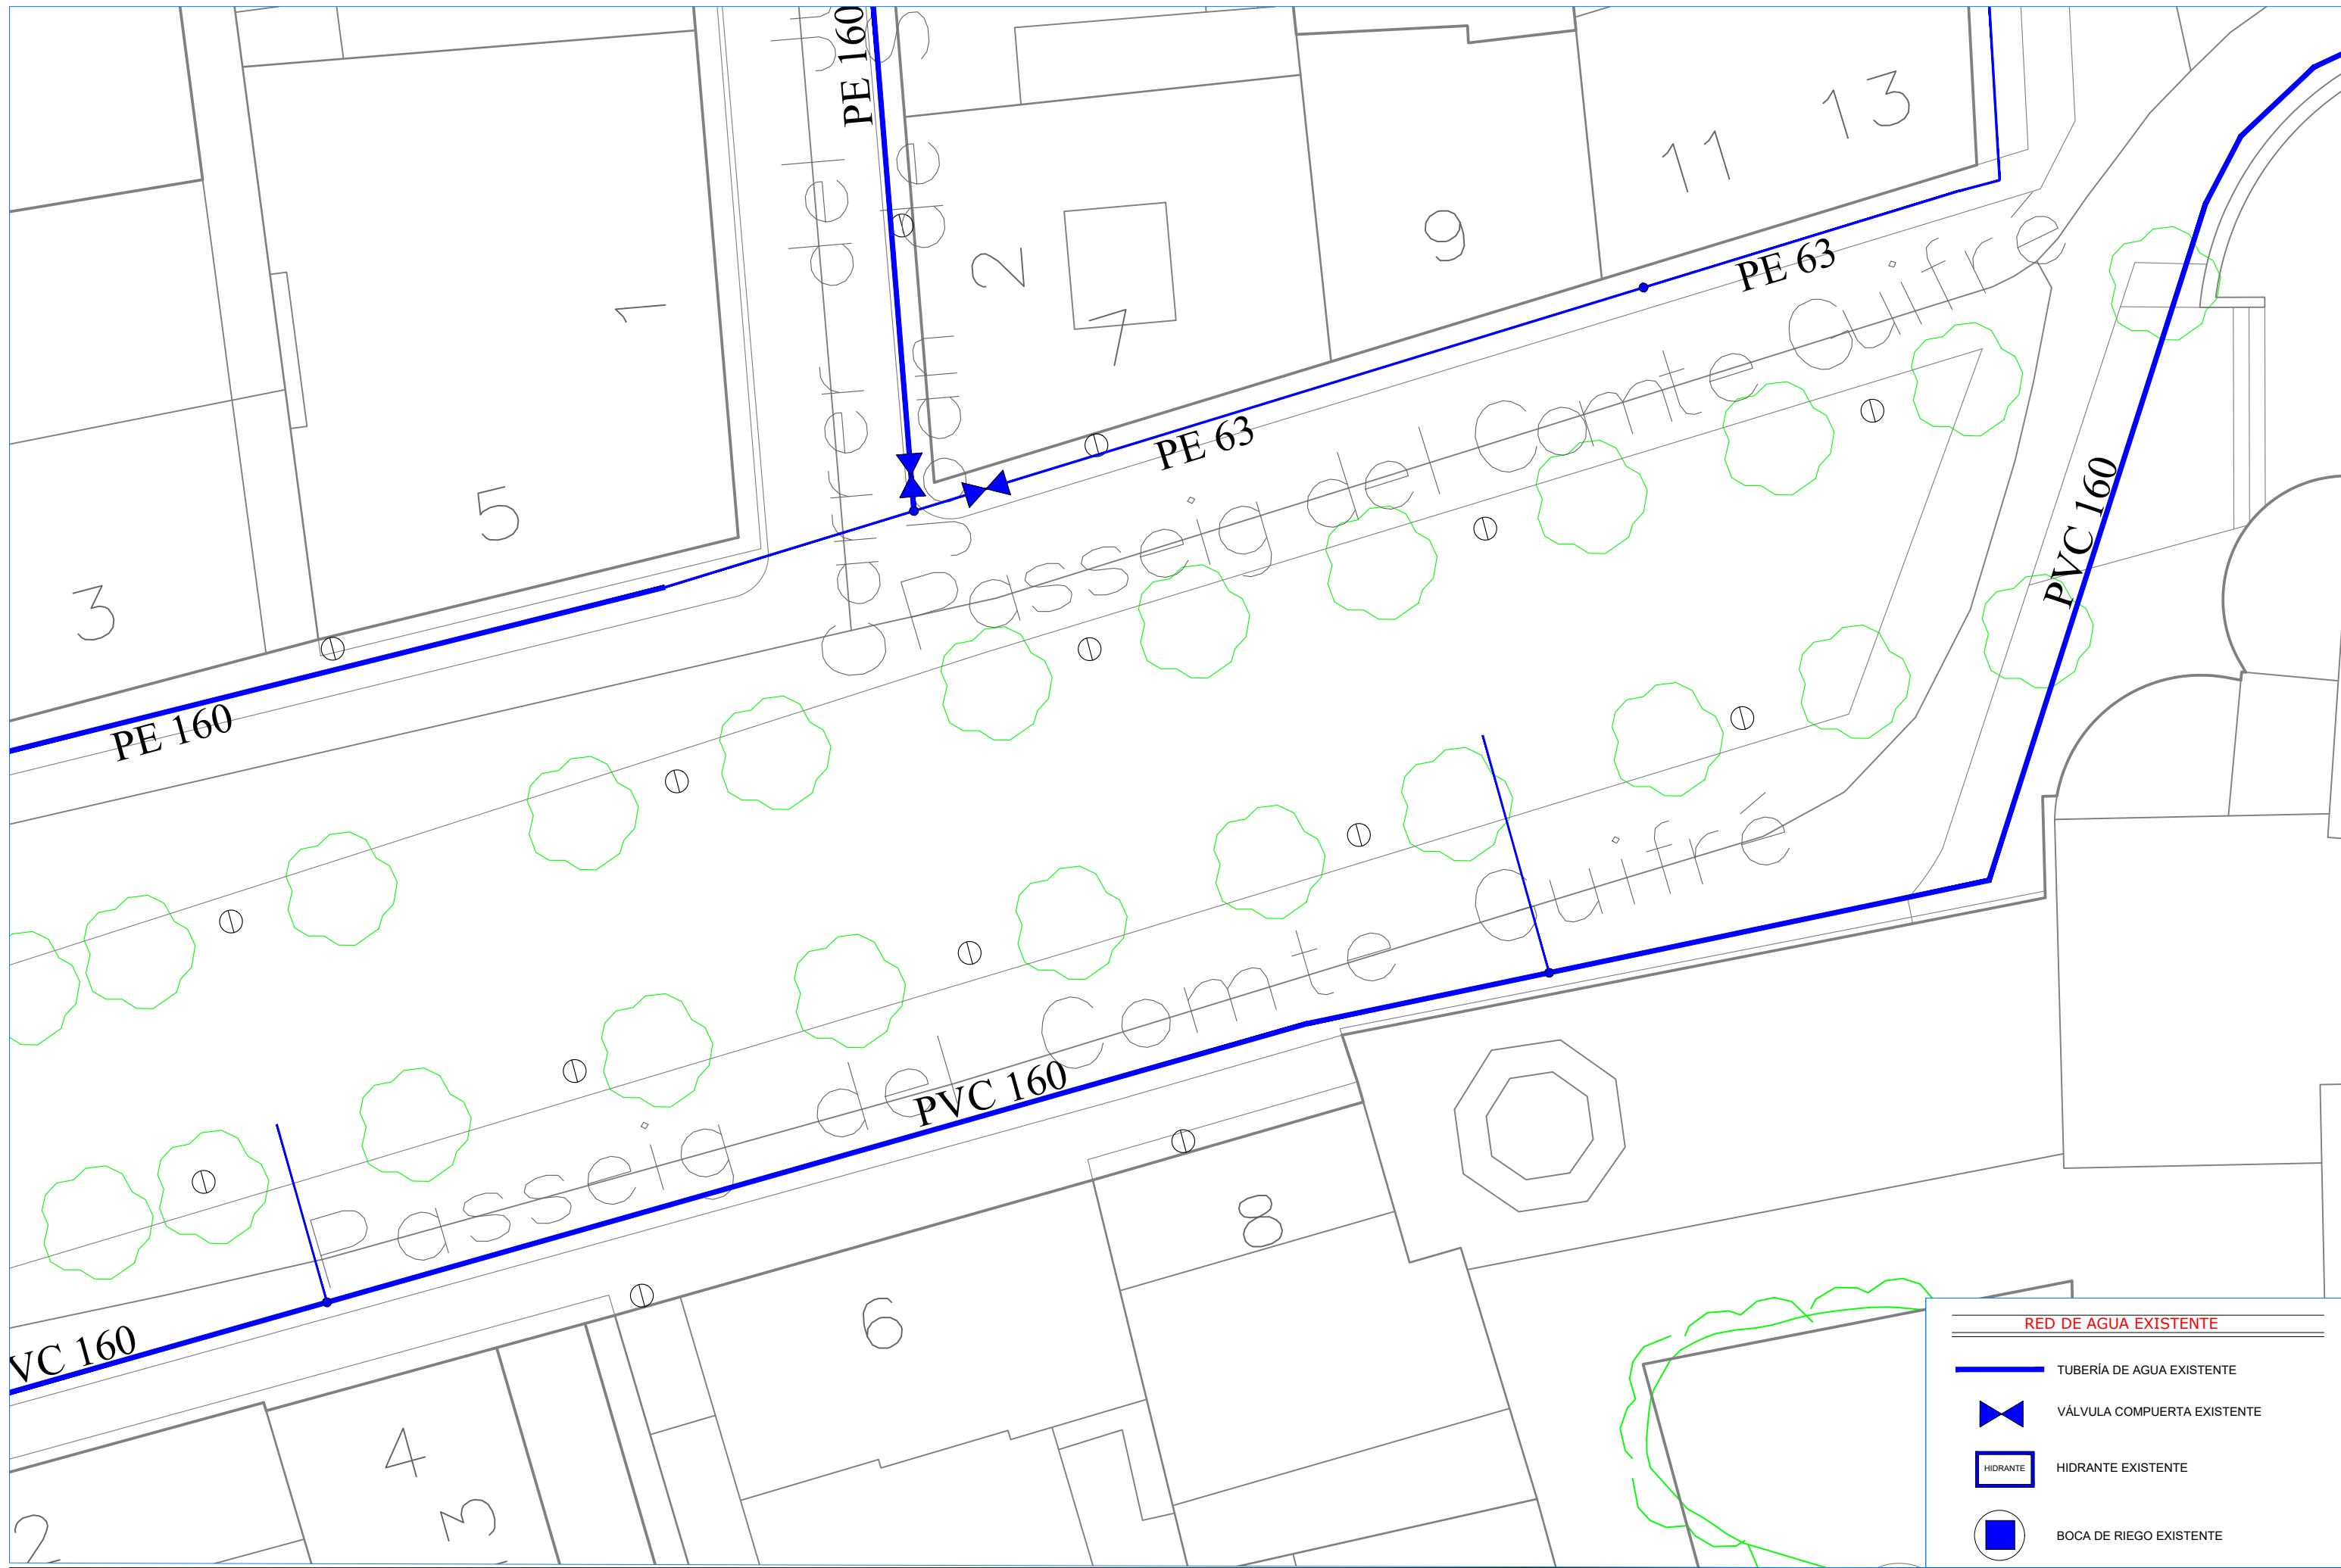 PE 160
13
11
9
2
7
1
5
3
PE 63
PE 63
Passeig del Comte Guifre
PVC 160
PE 160
Passeig del Comte Guifré
PVC 160
VC 160
8
6
4
3
2
RED DE AGUA EXISTENTE
TUBERÍA DE AGUA EXISTENTE
VÁLVULA COMPUERTA EXISTENTE
HIDRANTE
HIDRANTE EXISTENTE
BOCA DE RIEGO EXISTENTE